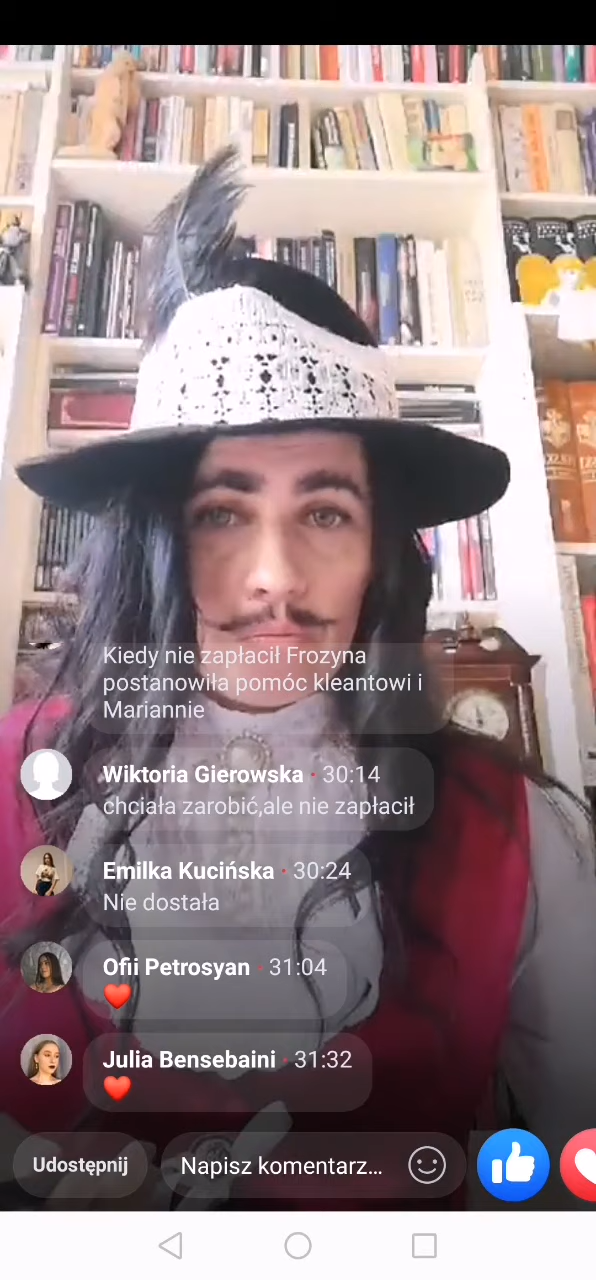 Kiedy nie zapłacił Frozyna
postanowiła pomóc kleantowi i
Mariannie
Wiktoria Gierowska · 30:14
chciała zarobić,ale nie zapłacił
Emilka Kucińska · 30:24
Nie dostała
Ofii Petrosyan · 31:04
♥️
Julia Bensebaini · 31:32
♥️
Udostępnij
Napisz komentarz...